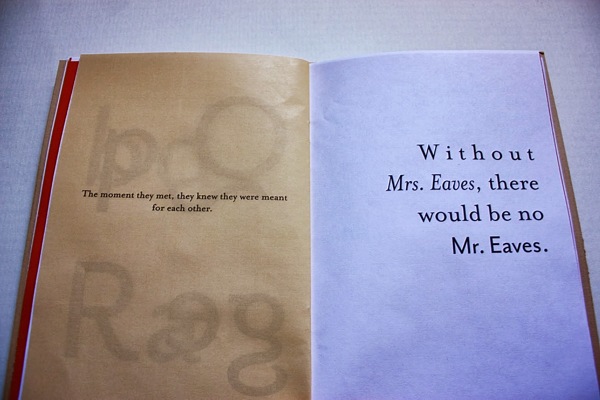 The moment they met, they knew they were meant
for each other.
Without
Mrs. Eaves, there
would be no
Mr. Eaves.